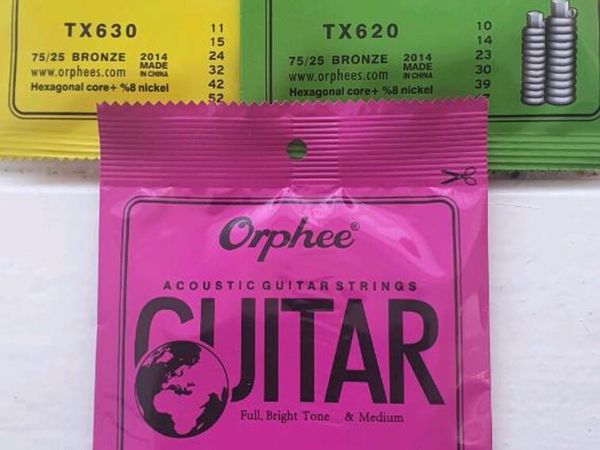 TX630
75/25 BRONZE 2014
www.orphees.com MADE IN CHINA
Hexagonal core+ %8 nickel
11
15
24
32
42
52
TX620
75/25 BRONZE 2014
www.orphees.com MADE IN CHINA
Hexagonal core+ %8 nickel
10
14
23
30
39
Orphee®
ACOUSTIC GUITAR STRINGS
GUITAR
Full, Bright Tone & Medium